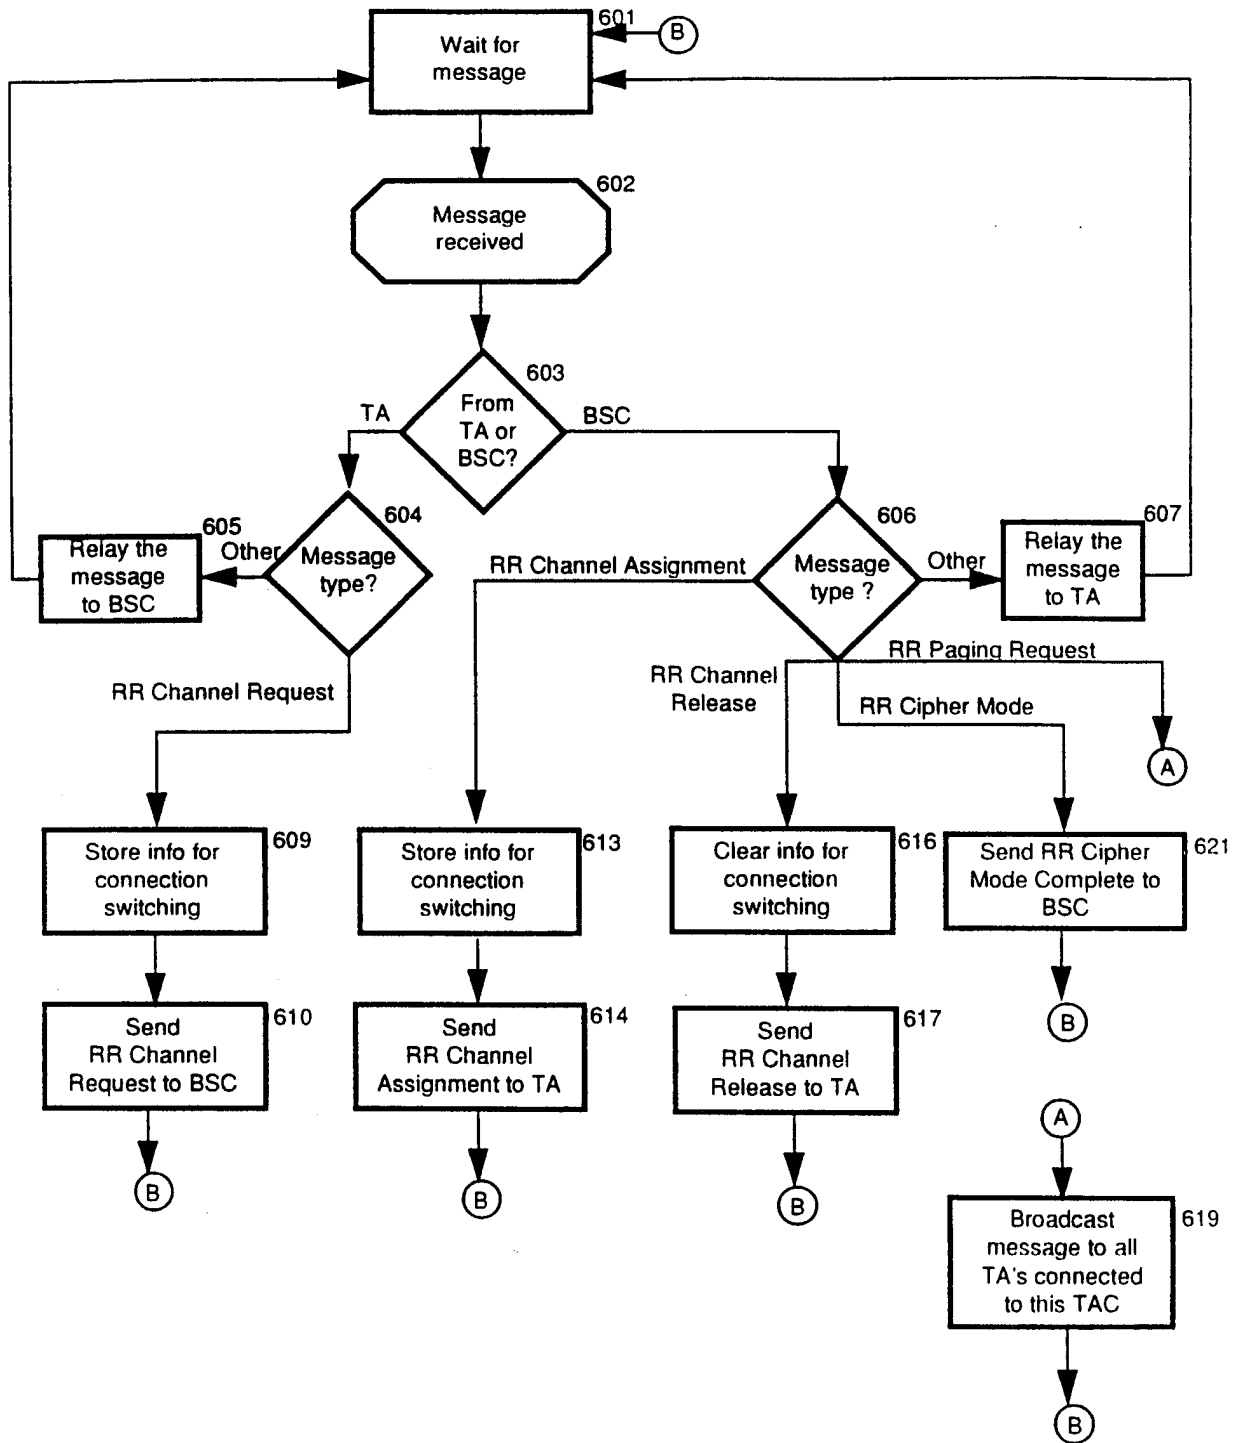 601
B
Wait for
message
602
Message
received
603
From
TA or
BSC?
TA
BSC
604
Message
type?
605
Other
Relay the
message
to BSC
606
Message
type ?
607
Other
Relay the
message
to TA
RR Channel Assignment
RR Paging Request
RR Channel
Release
RR Cipher Mode
RR Channel Request
A
609
Store info for
connection
switching
613
Store info for
connection
switching
616
Clear info for
connection
switching
621
Send RR Cipher
Mode Complete to
BSC
610
Send
RR Channel
Request to BSC
614
Send
RR Channel
Assignment to TA
617
Send
RR Channel
Release to TA
B
A
B
B
B
619
Broadcast
message to all
TA's connected
to this TAC
B